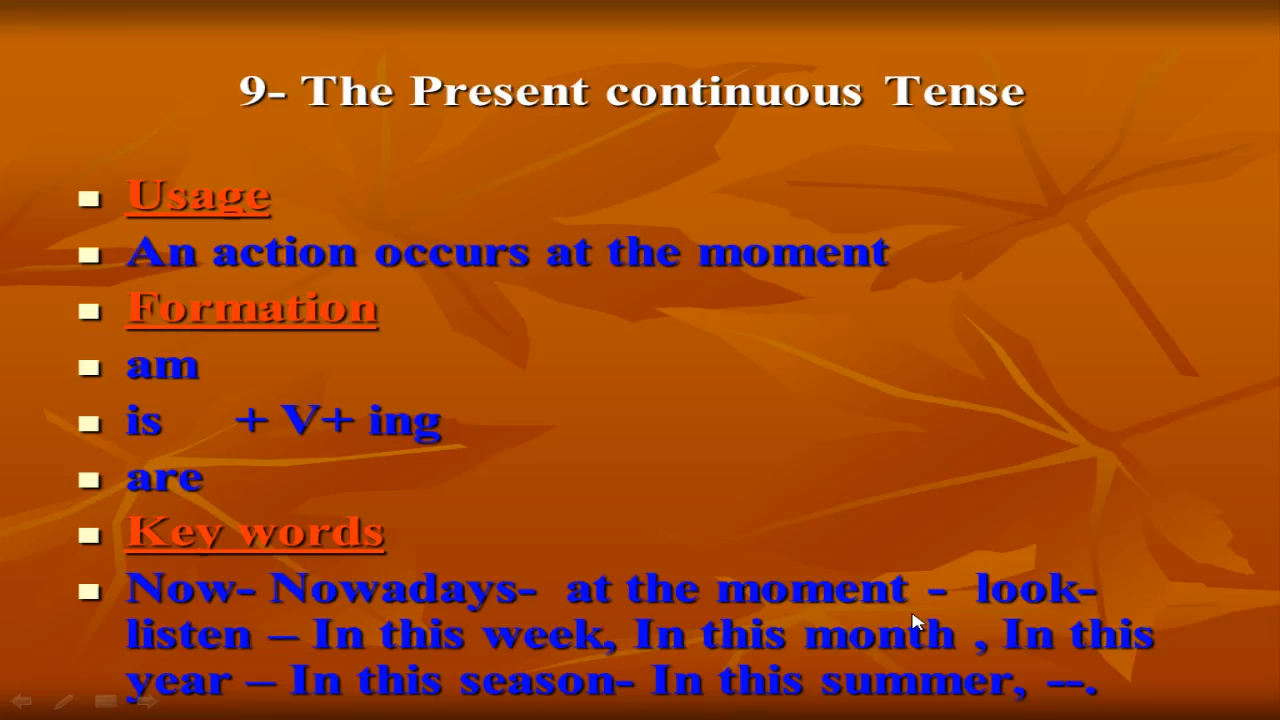 9- The Present continuous Tense
Usage
An action occurs at the moment
Formation
am
is + V+ ing
are
Key words
Now- Nowadays- at the moment - look-
listen – In this week, In this month , In this
year – In this season- In this summer, --.